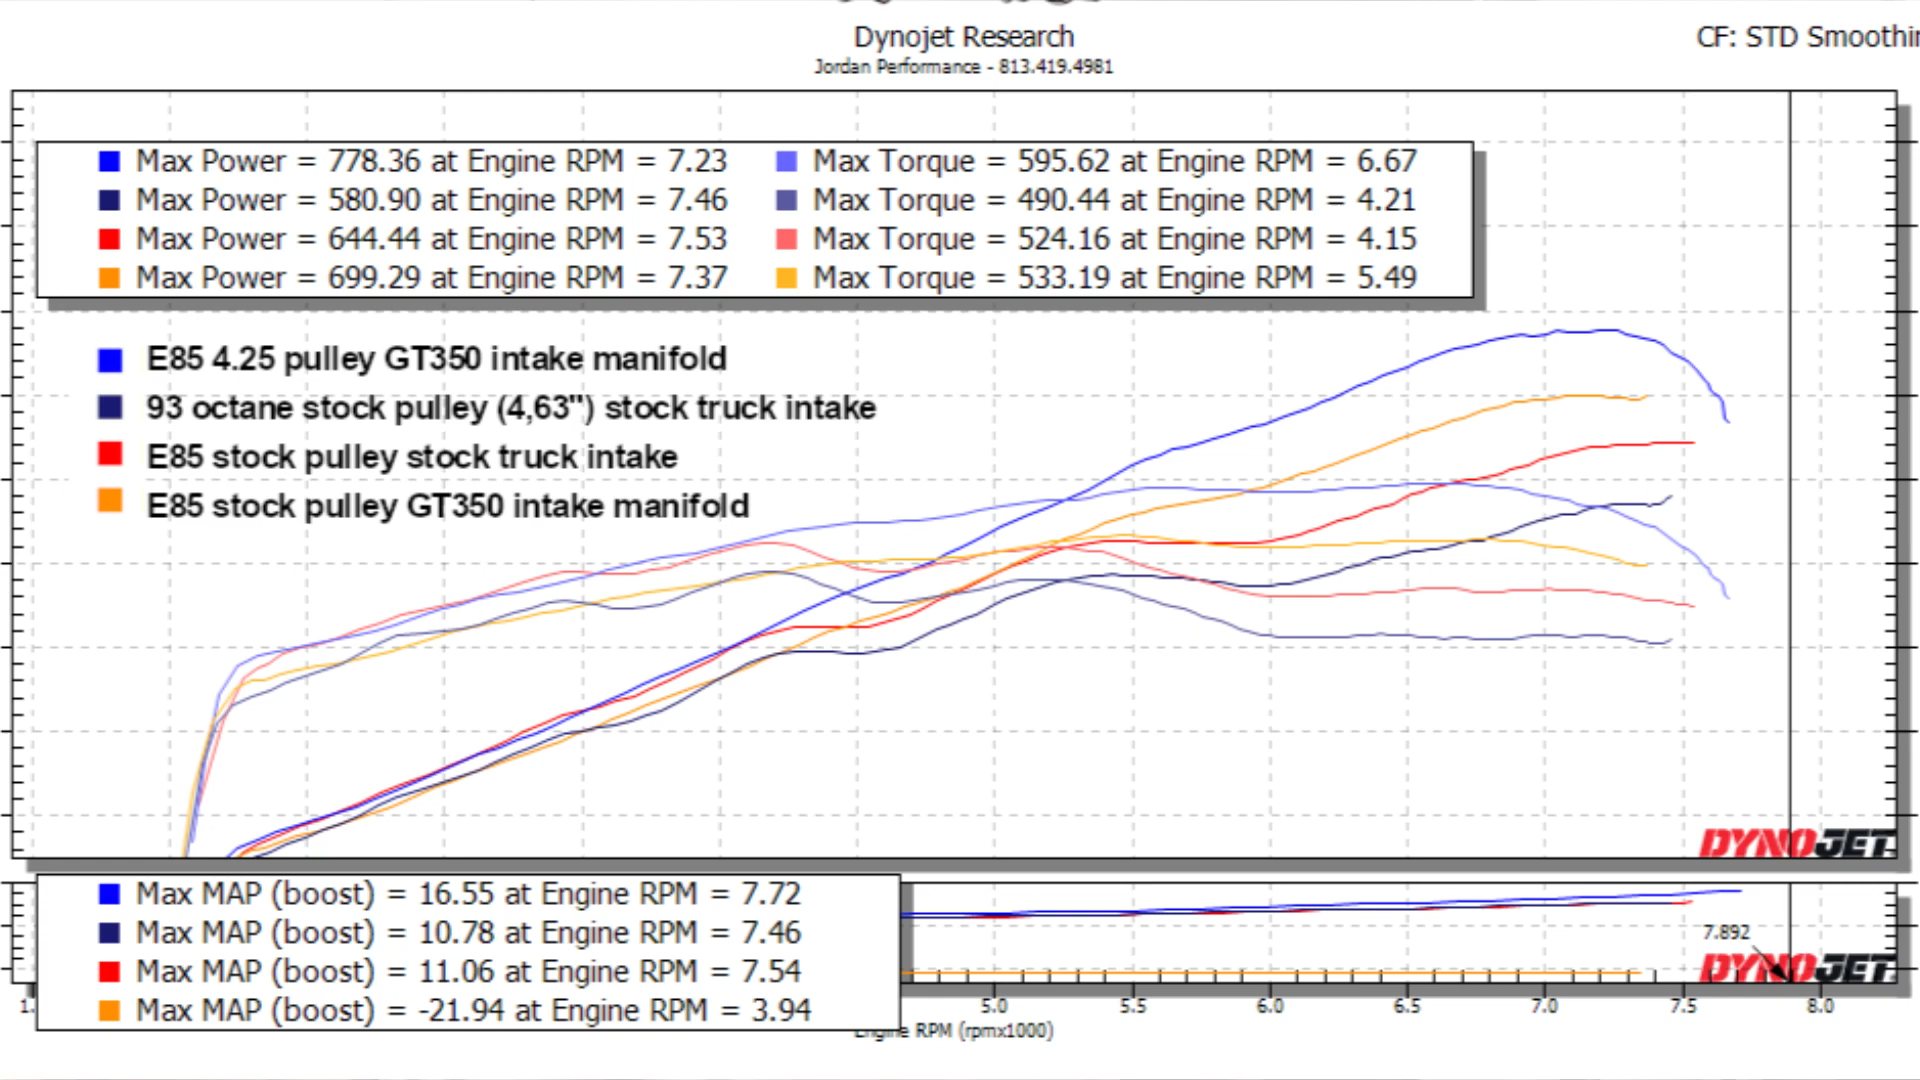 Dynojet Research
CF: STD Smoothin
Jordan Performance - 813.419.4981
Max Power = 778.36 at Engine RPM = 7.23
Max Torque = 595.62 at Engine RPM = 6.67
Max Power = 580.90 at Engine RPM = 7.46
Max Torque = 490.44 at Engine RPM = 4.21
Max Power = 644.44 at Engine RPM = 7.53
Max Torque = 524.16 at Engine RPM = 4.15
Max Power = 699.29 at Engine RPM = 7.37
Max Torque = 533.19 at Engine RPM = 5.49
E85 4.25 pulley GT350 intake manifold
93 octane stock pulley (4,63") stock truck intake
E85 stock pulley stock truck intake
E85 stock pulley GT350 intake manifold
DYNOJET
Max MAP (boost) = 16.55 at Engine RPM = 7.72
Max MAP (boost) = 10.78 at Engine RPM = 7.46
Max MAP (boost) = 11.06 at Engine RPM = 7.54
Max MAP (boost) = -21.94 at Engine RPM = 3.94
7.892
DYNOJET
1. 5.0 5.5 6.0 6.5 7.0 7.5 8.0
Engine RPM (rpmx1000)